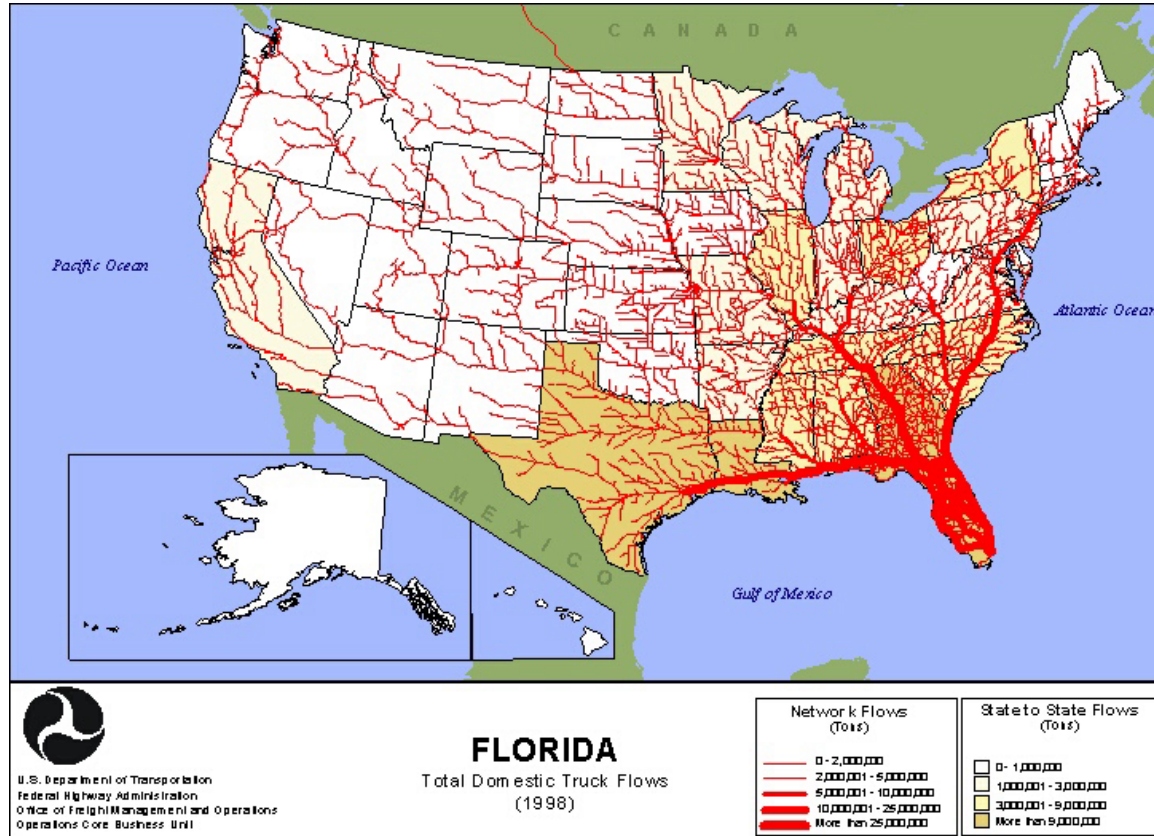 CANADA
Pacific Ocean
Atlantic Ocean
MEXICO
Gulf of Mexico
U.S. Department of Transportation
Federal Highway Administration
Office of Freight Management and Operations
Operations Core Business Unit
FLORIDA
Total Domestic Truck Flows
(1998)
Network Flows
(Tons)
0 - 2,000,000
2,000,001 - 5,000,000
5,000,001 - 10,000,000
10,000,001 - 25,000,000
More than 25,000,000
State to State Flows
(Tons)
0 - 1,000,000
1,000,001 - 3,000,000
3,000,001 - 9,000,000
More than 9,000,000